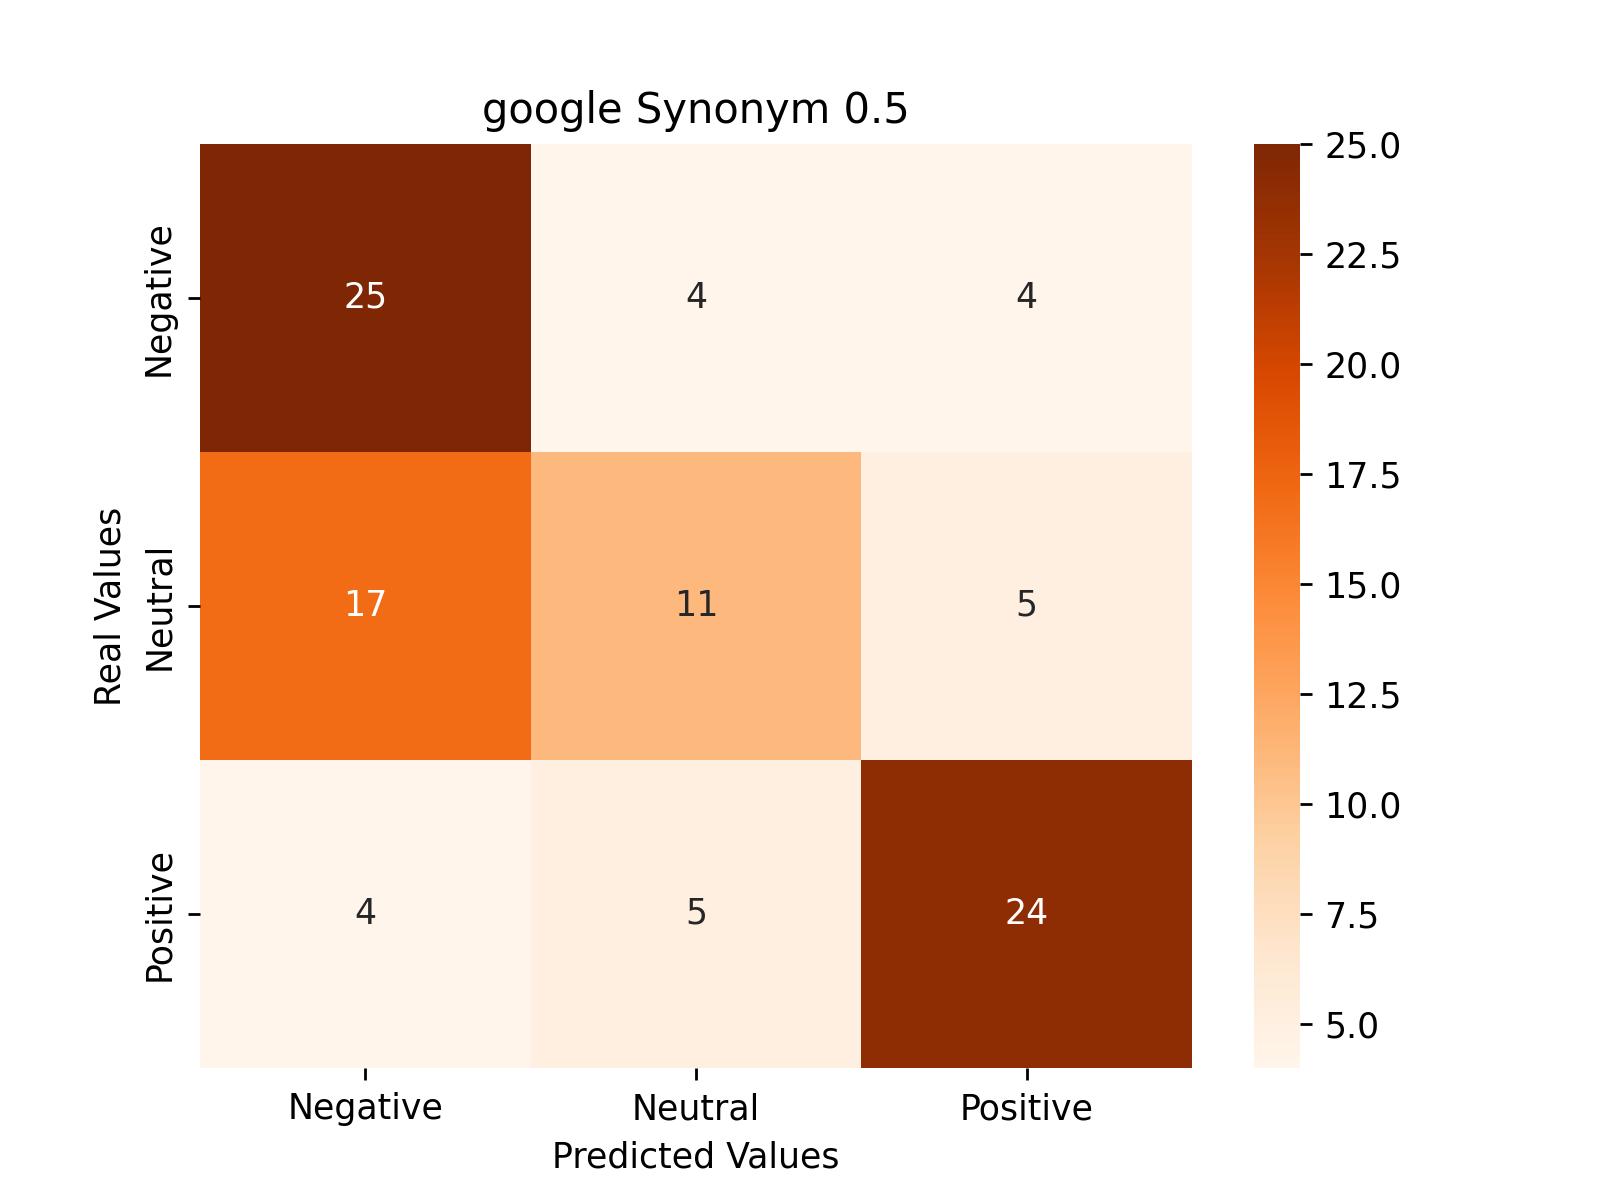 google Synonym 0.5
Real Values
Negative
25 4 4
Neutral
17 11 5
Positive
4 5 24
Negative Neutral Positive
Predicted Values
25.0
22.5
20.0
17.5
15.0
12.5
10.0
7.5
5.0